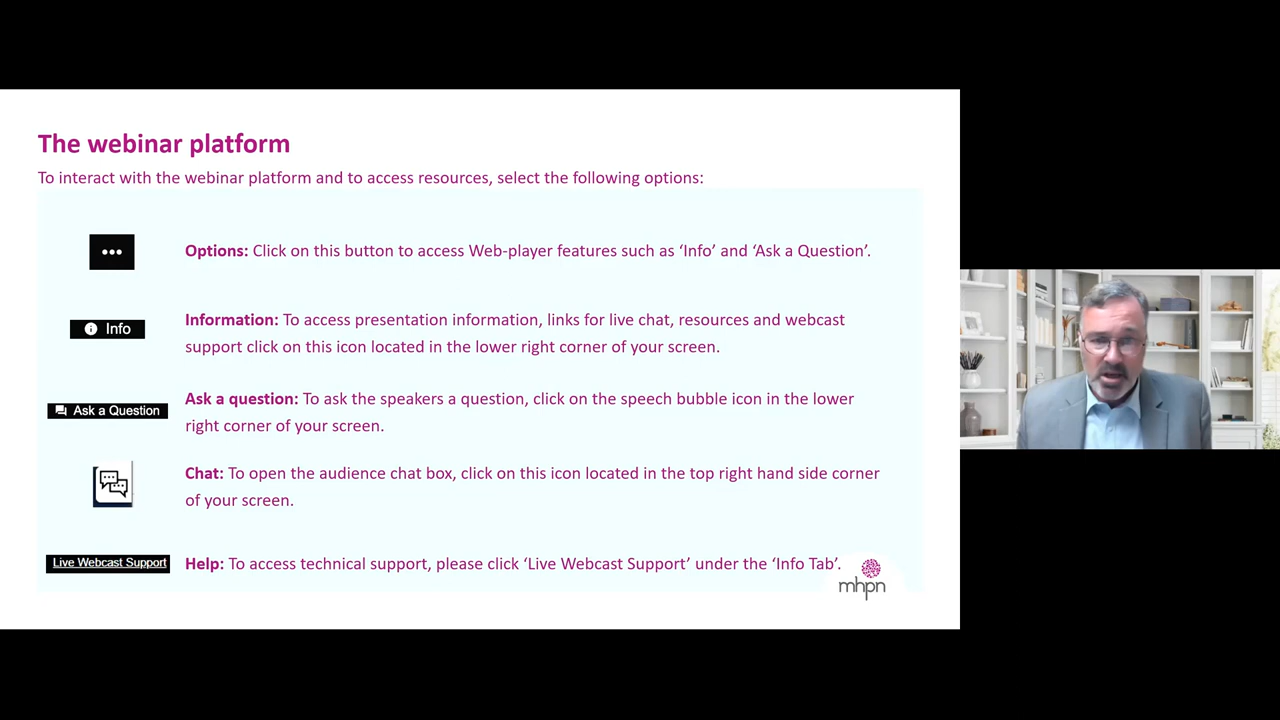 The webinar platform
To interact with the webinar platform and to access resources, select the following options:
Options: Click on this button to access Web-player features such as ‘Info’ and ‘Ask a Question’.
Info
Information: To access presentation information, links for live chat, resources and webcast
support click on this icon located in the lower right corner of your screen.
Ask a Question
Ask a question: To ask the speakers a question, click on the speech bubble icon in the lower
right corner of your screen.
Chat: To open the audience chat box, click on this icon located in the top right hand side corner
of your screen.
Live Webcast Support
Help: To access technical support, please click ‘Live Webcast Support’ under the ‘Info Tab’.
mhpn